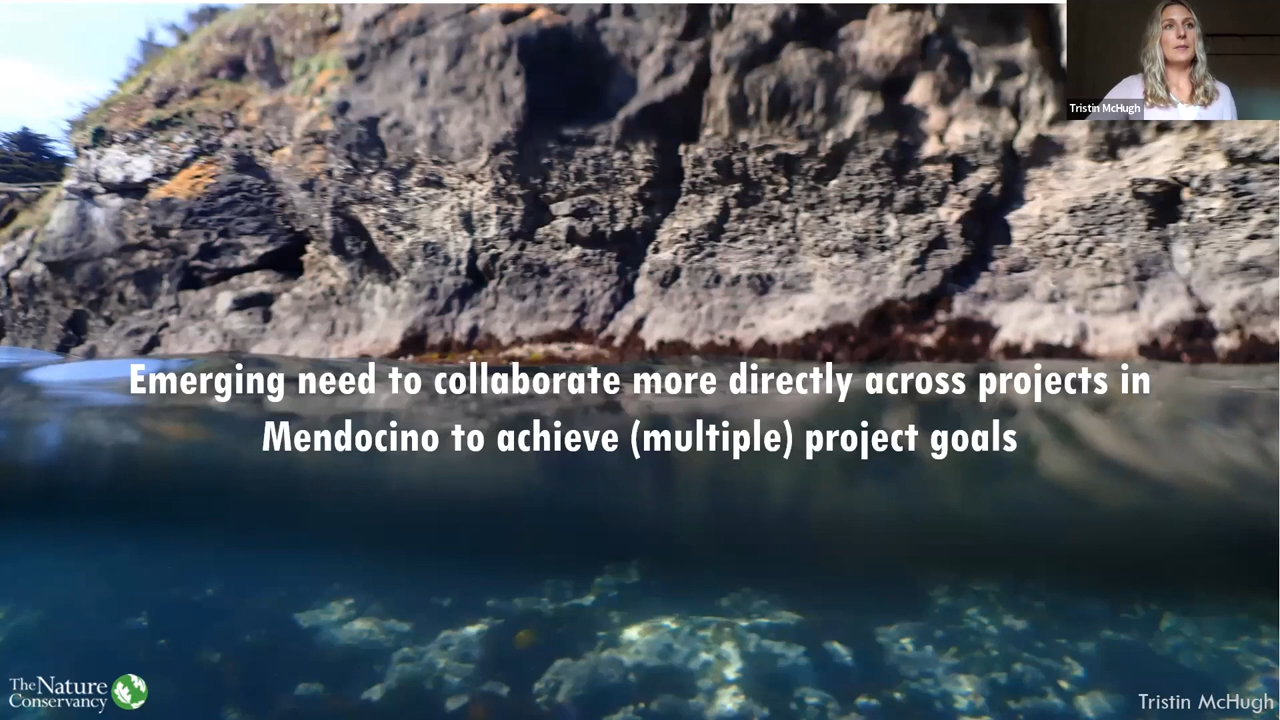 Tristin McHugh
Emerging need to collaborate more directly across projects in
Mendocino to achieve (multiple) project goals
The Nature
Conservancy
Tristin McHugh